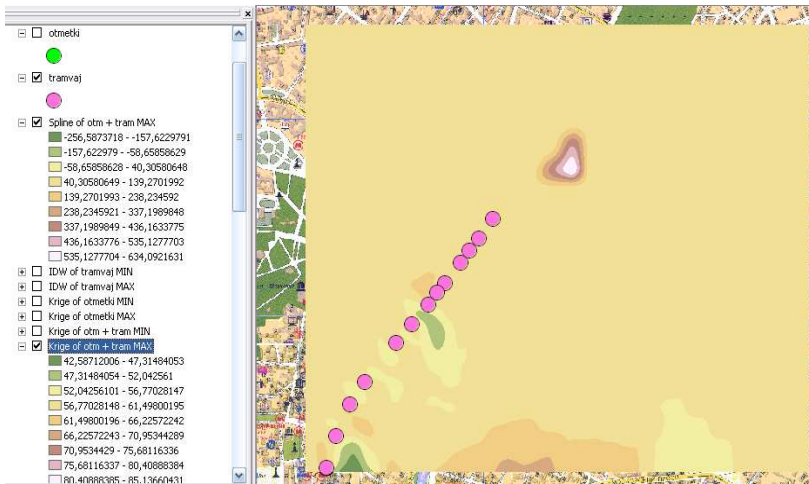 otmetki
tramvaj
Spline of otm + tram MAX
-256,5873718 - -157,6229791
-157,622979 - -58,65858629
-58,65858628 - 40,30580648
40,30580649 - 139,2701992
139,2701993 - 238,234592
238,2345921 - 337,1989848
337,1989849 - 436,1633775
436,1633776 - 535,1277703
535,1277704 - 634,0921631
IDW of tramvaj MIN
IDW of tramvaj MAX
Krige of otmetki MIN
Krige of otmetki MAX
Krige of otm + tram MIN
Krige of otm + tram MAX
42,58712006 - 47,31484053
47,31484054 - 52,042561
52,04256101 - 56,77028147
56,77028148 - 61,49800195
61,49800196 - 66,22572242
66,22572243 - 70,95344289
70,9534429 - 75,68116336
75,68116337 - 80,40888384
80,40888385 - 85,13660431